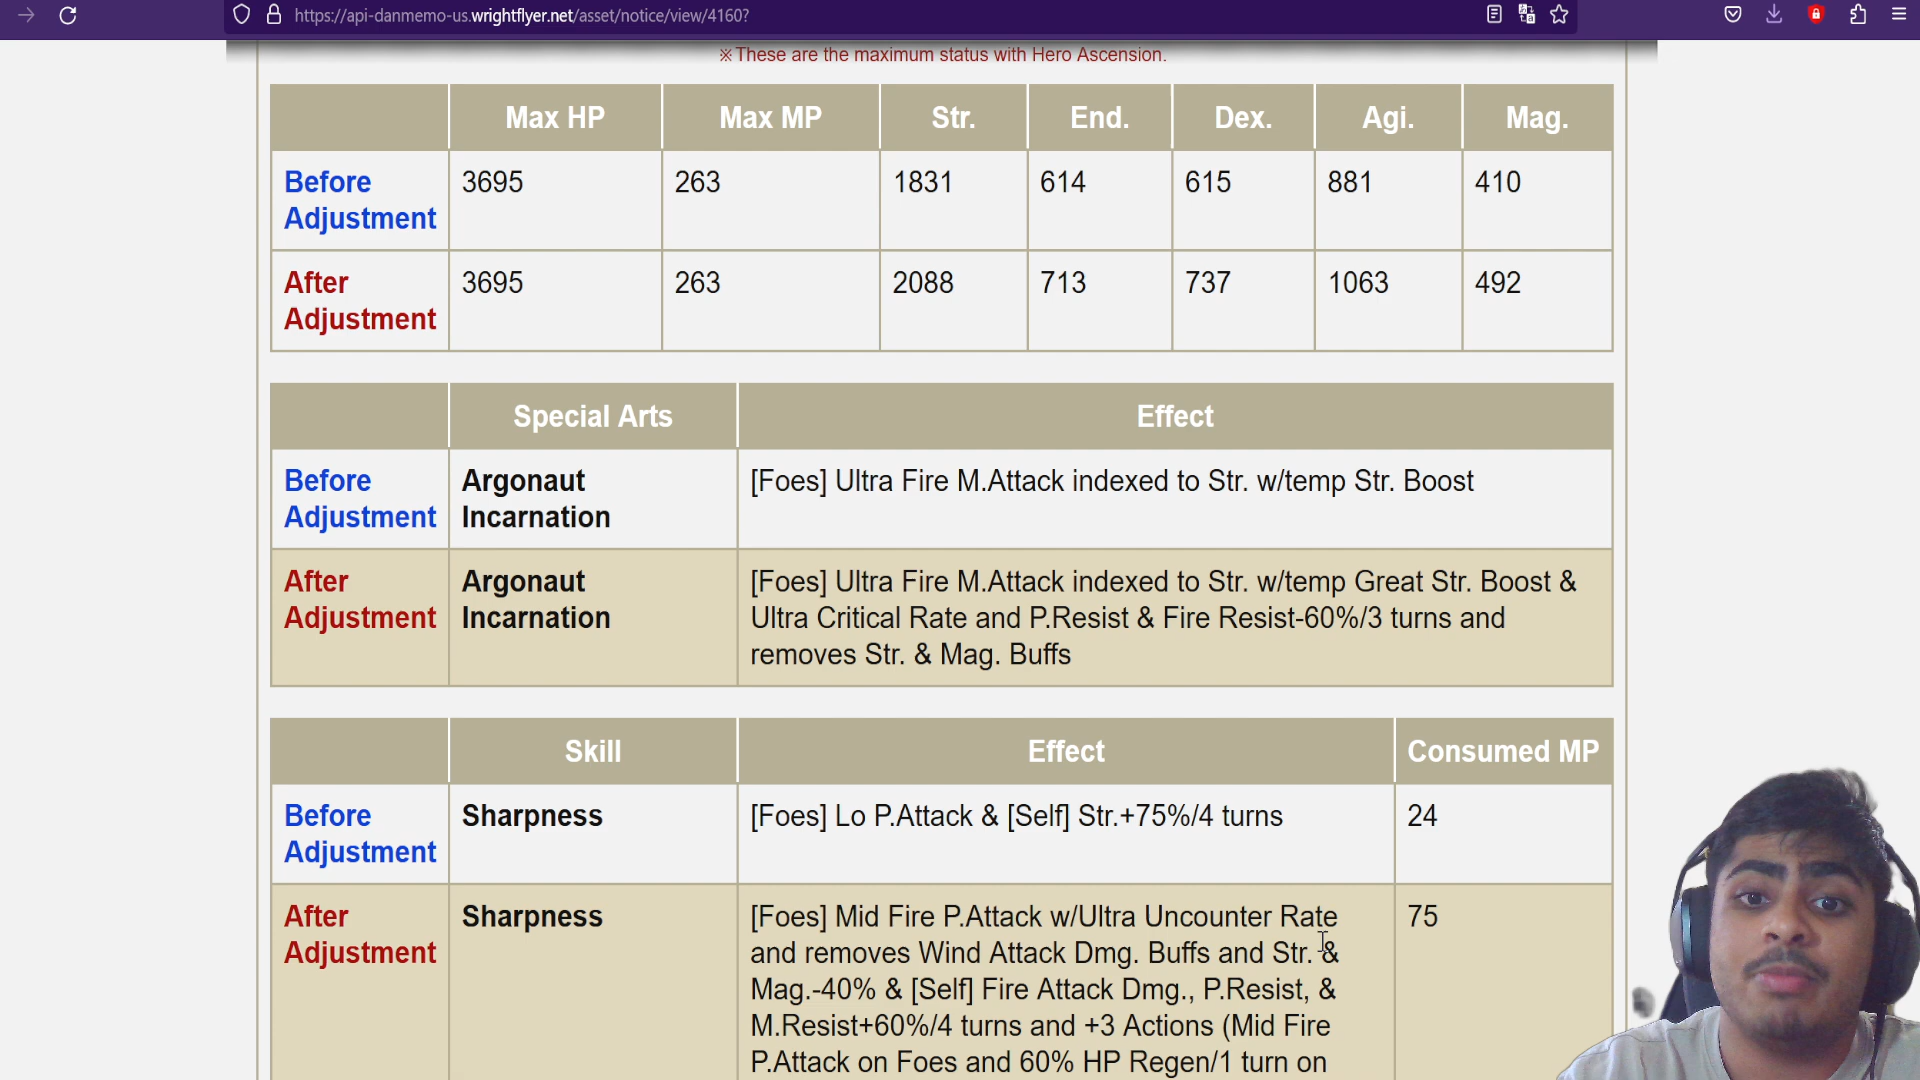 https://api-danmemo-us.wrightflyer.net/asset/notice/view/4160?
※These are the maximum status with Hero Ascension.
Max HP Max MP Str. End. Dex. Agi. Mag.
Before Adjustment 3695 263 1831 614 615 881 410
After Adjustment 3695 263 2088 713 737 1063 492
Special Arts Effect
Before Adjustment
Argonaut Incarnation
[Foes] Ultra Fire M.Attack indexed to Str. w/temp Str. Boost
After Adjustment
Argonaut Incarnation
[Foes] Ultra Fire M.Attack indexed to Str. w/temp Great Str. Boost &
Ultra Critical Rate and P.Resist & Fire Resist-60%/3 turns and
removes Str. & Mag. Buffs
Skill Effect Consumed MP
Before Adjustment
Sharpness
[Foes] Lo P.Attack & [Self] Str.+75%/4 turns
24
After Adjustment
Sharpness
[Foes] Mid Fire P.Attack w/Ultra Uncounter Rate
and removes Wind Attack Dmg. Buffs and Str. &
Mag.-40% & [Self] Fire Attack Dmg., P.Resist, &
M.Resist+60%/4 turns and +3 Actions (Mid Fire
P.Attack on Foes and 60% HP Regen/1 turn on
75